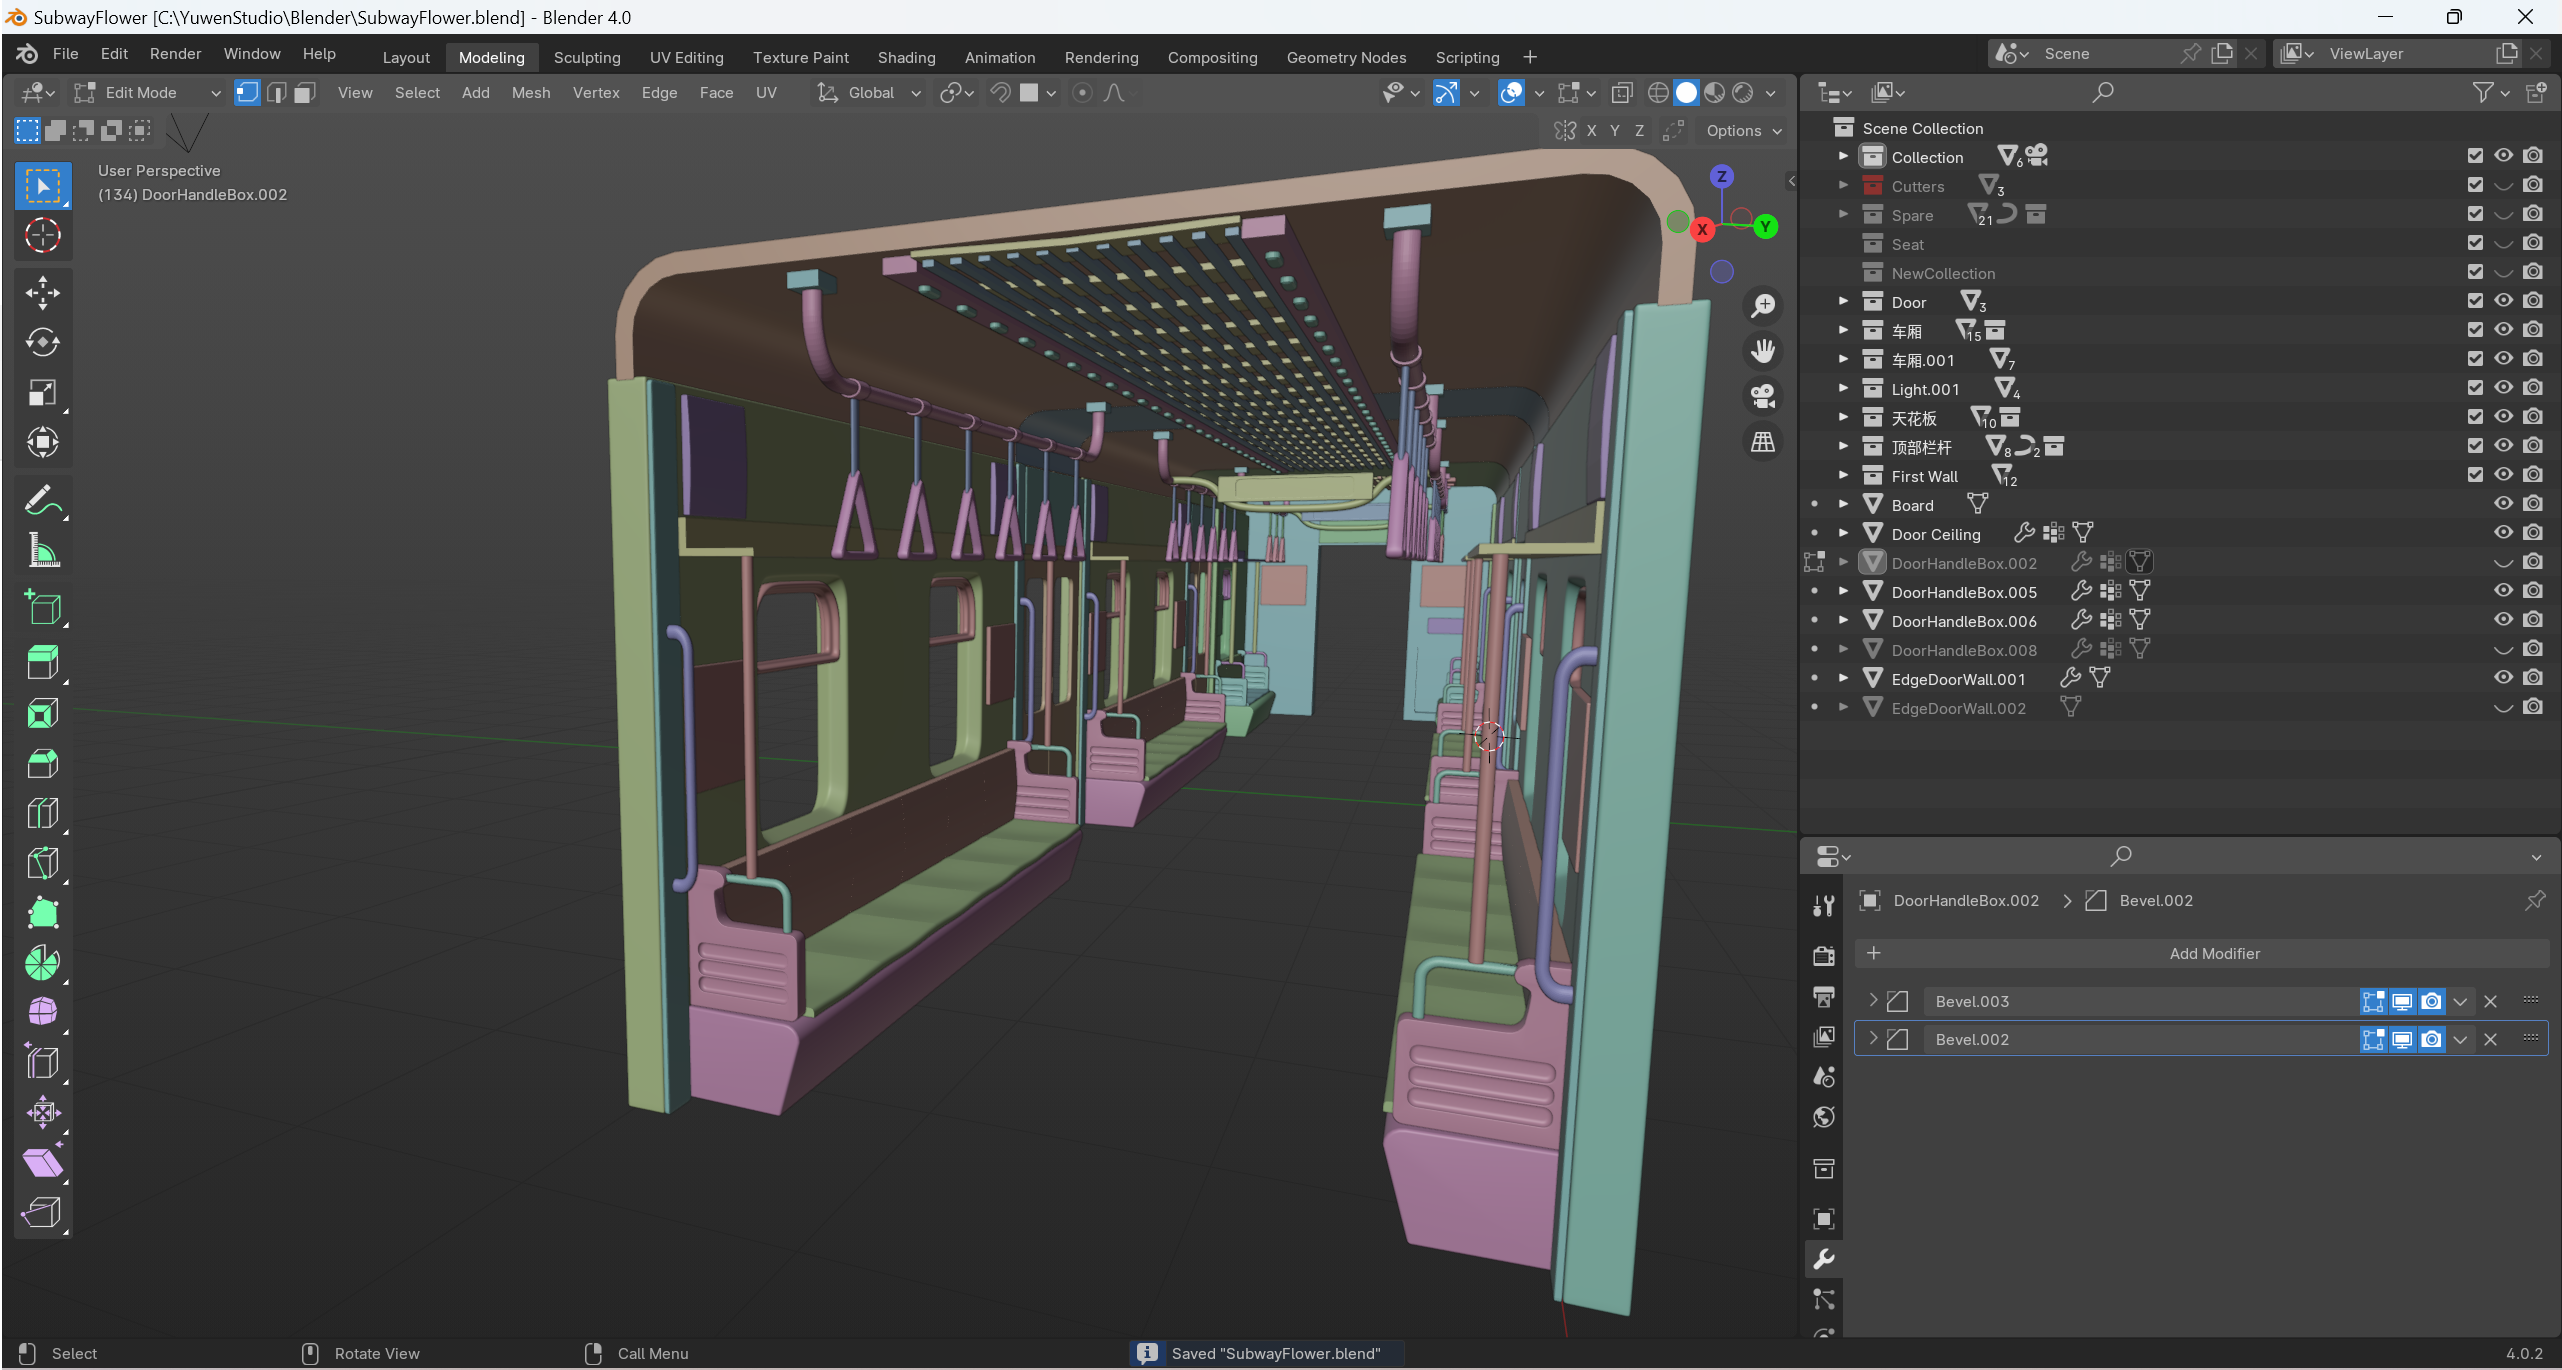 SubwayFlower [C:\YuwenStudio\Blender\SubwayFlower.blend] - Blender 4.0
File Edit Render Window Help Layout Modeling Sculpting UV Editing Texture Paint Shading Animation Rendering Compositing Geometry Nodes Scripting + Scene ViewLayer
Edit Mode View Select Add Mesh Vertex Edge Face UV Global
X Y Z Options
User Perspective
(134) DoorHandleBox.002
Z
X Y
Scene Collection
Collection 6
Cutters 3
Spare 21
Seat
NewCollection
Door 3
车厢 15
车厢.001 7
Light.001 4
天花板 10
顶部栏杆 8 2
First Wall 12
Board
Door Ceiling
DoorHandleBox.002
DoorHandleBox.005
DoorHandleBox.006
DoorHandleBox.008
EdgeDoorWall.001
EdgeDoorWall.002
DoorHandleBox.002 > Bevel.002
+ Add Modifier
Bevel.003
Bevel.002
Select Rotate View Call Menu Saved "SubwayFlower.blend" 4.0.2